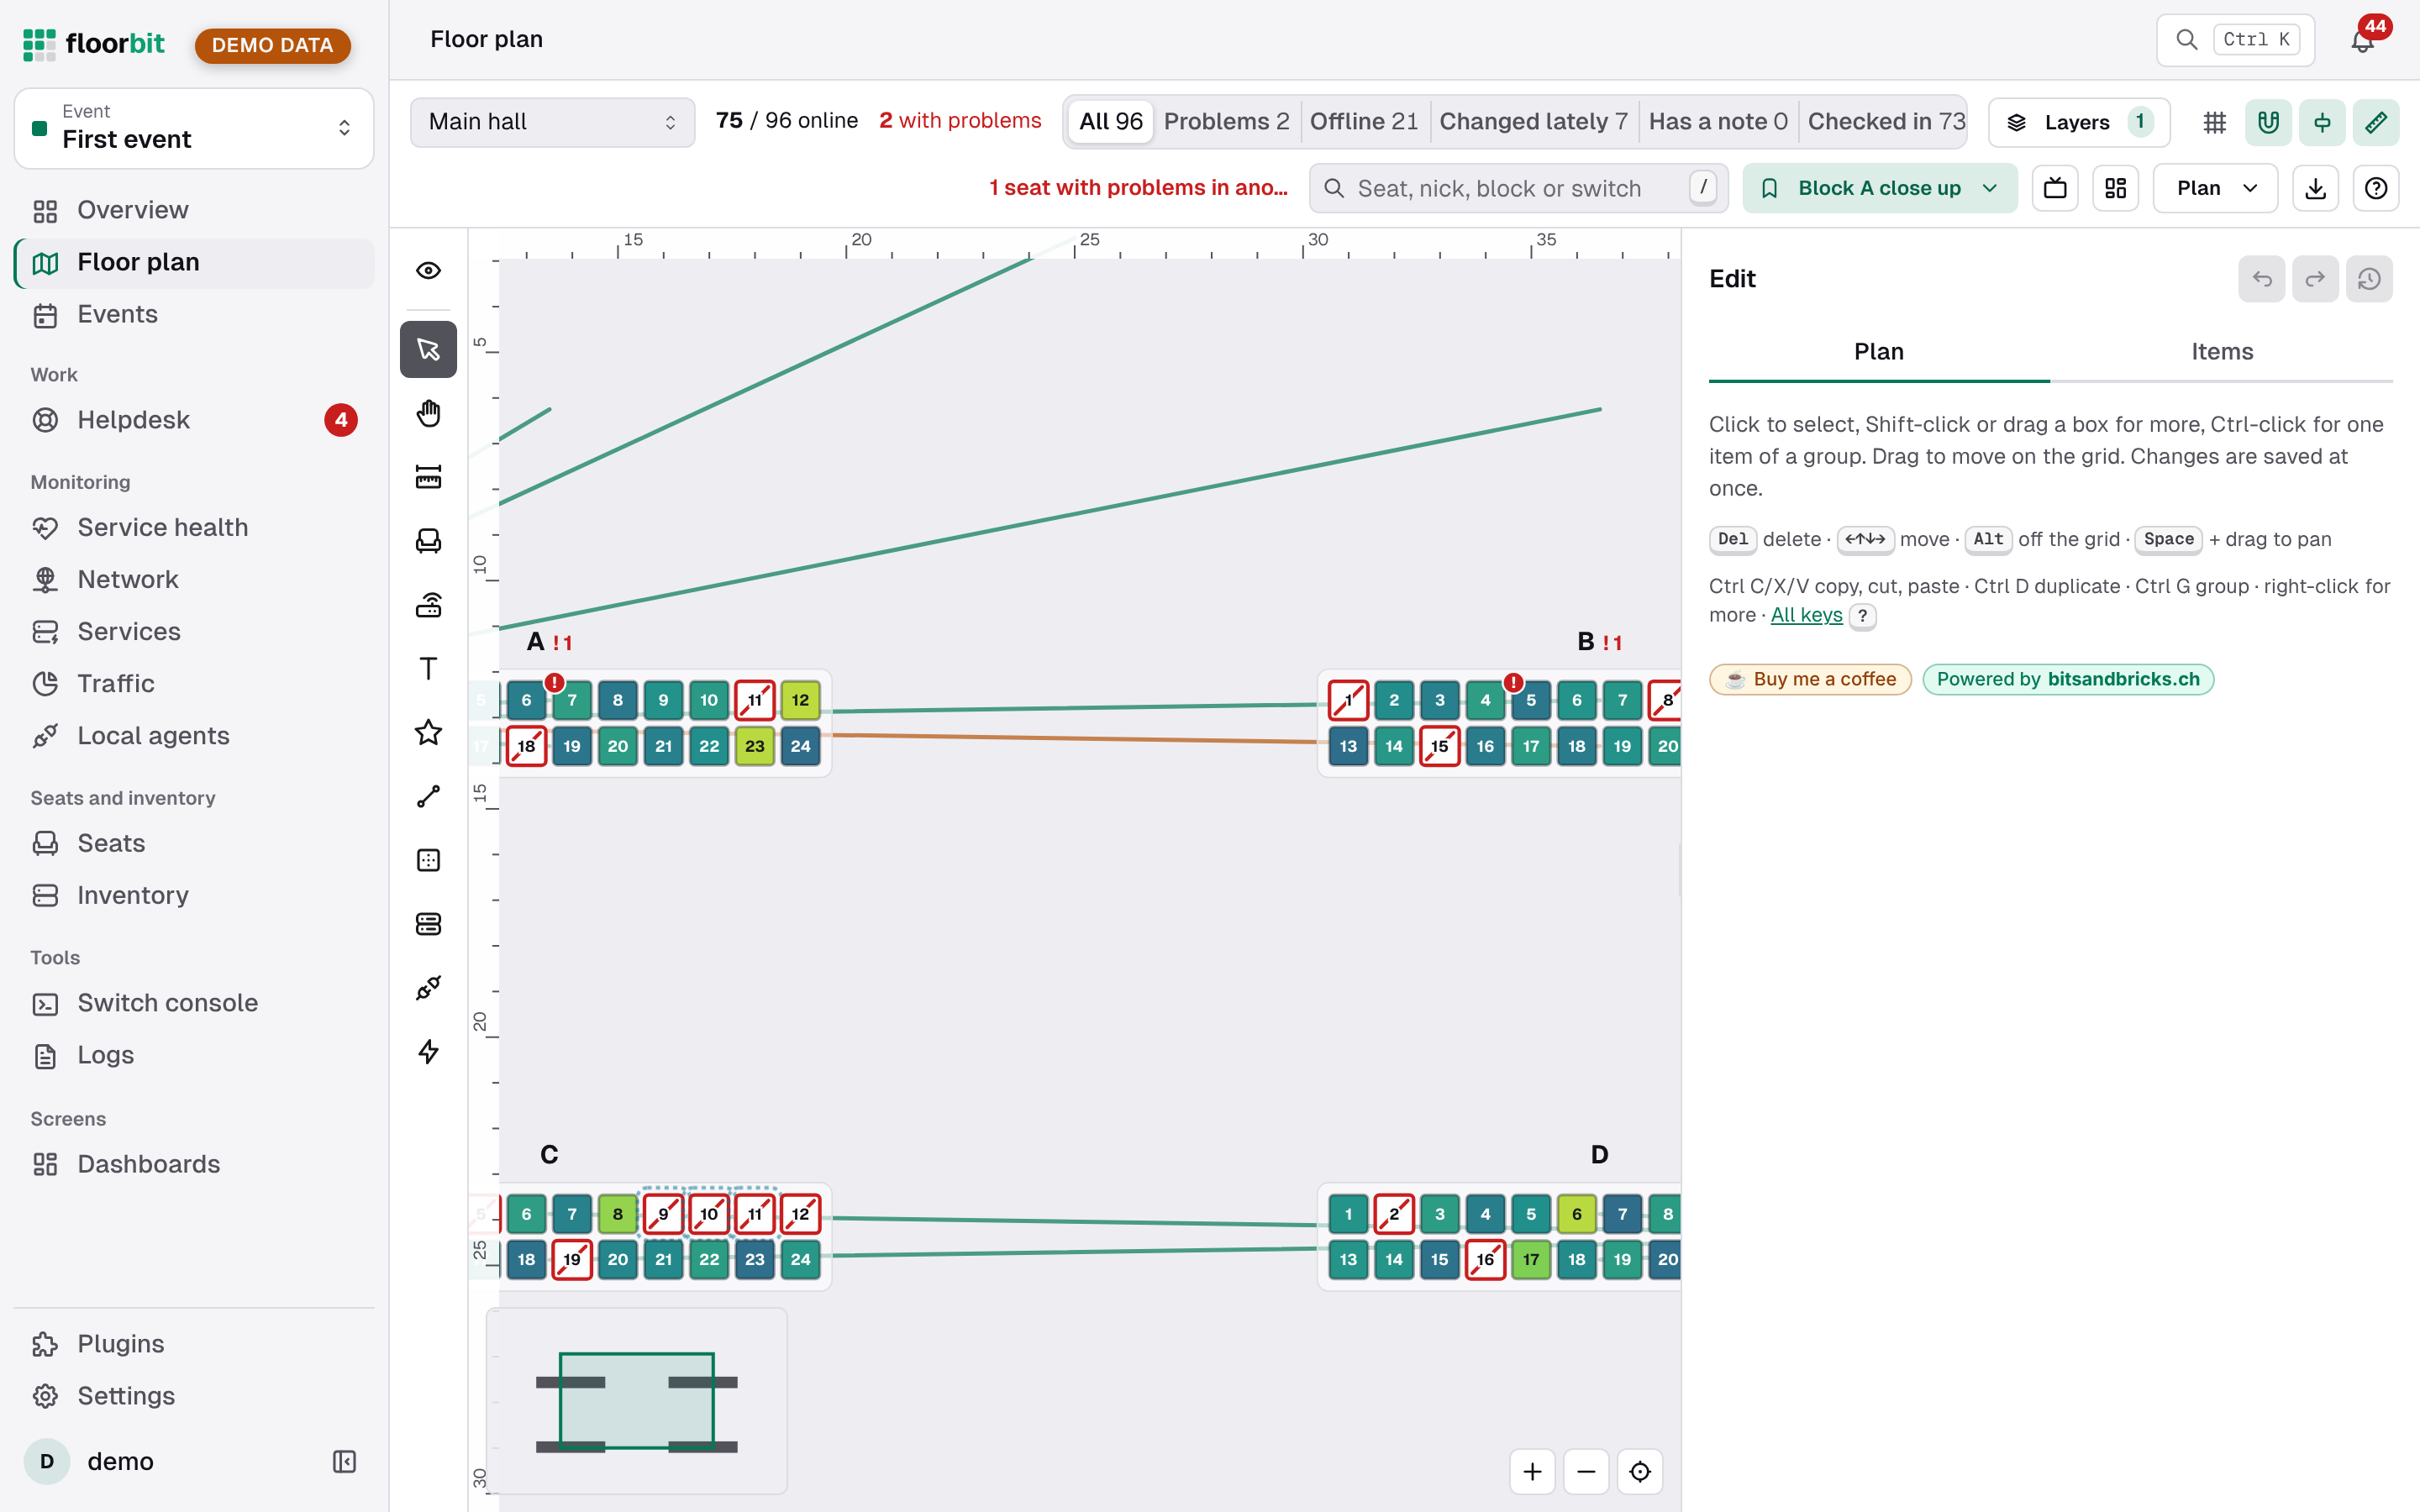 floorbit
DEMO DATA
Event
First event
Overview
Floor plan
Events
Work
Helpdesk
4
Monitoring
Service health
Network
Services
Traffic
Local agents
Seats and inventory
Seats
Inventory
Tools
Switch console
Logs
Screens
Dashboards
Plugins
Settings
D
demo
Floor plan
Ctrl K
44
Main hall
75 / 96 online
2 with problems
All 96
Problems 2
Offline 21
Changed lately 7
Has a note 0
Checked in 73
Layers
1
1 seat with problems in ano...
Seat, nick, block or switch
/
Block A close up
Plan
15 20 25 30 35
5
10
15
20
25
30
A !1
5 6 7 8 9 10 11 12
17 18 19 20 21 22 23 24
B !1
1 2 3 4 5 6 7 8
13 14 15 16 17 18 19 20
C
5 6 7 8 9 10 11 12
18 19 20 21 22 23 24
D
1 2 3 4 5 6 7 8
13 14 15 16 17 18 19 20
Edit
Plan
Items
Click to select, Shift-click or drag a box for more, Ctrl-click for one
item of a group. Drag to move on the grid. Changes are saved at
once.
Del delete · ←↑↓→ move · Alt off the grid · Space + drag to pan
Ctrl C/X/V copy, cut, paste · Ctrl D duplicate · Ctrl G group · right-click for
more · All keys ?
☕ Buy me a coffee
Powered by bitsandbricks.ch